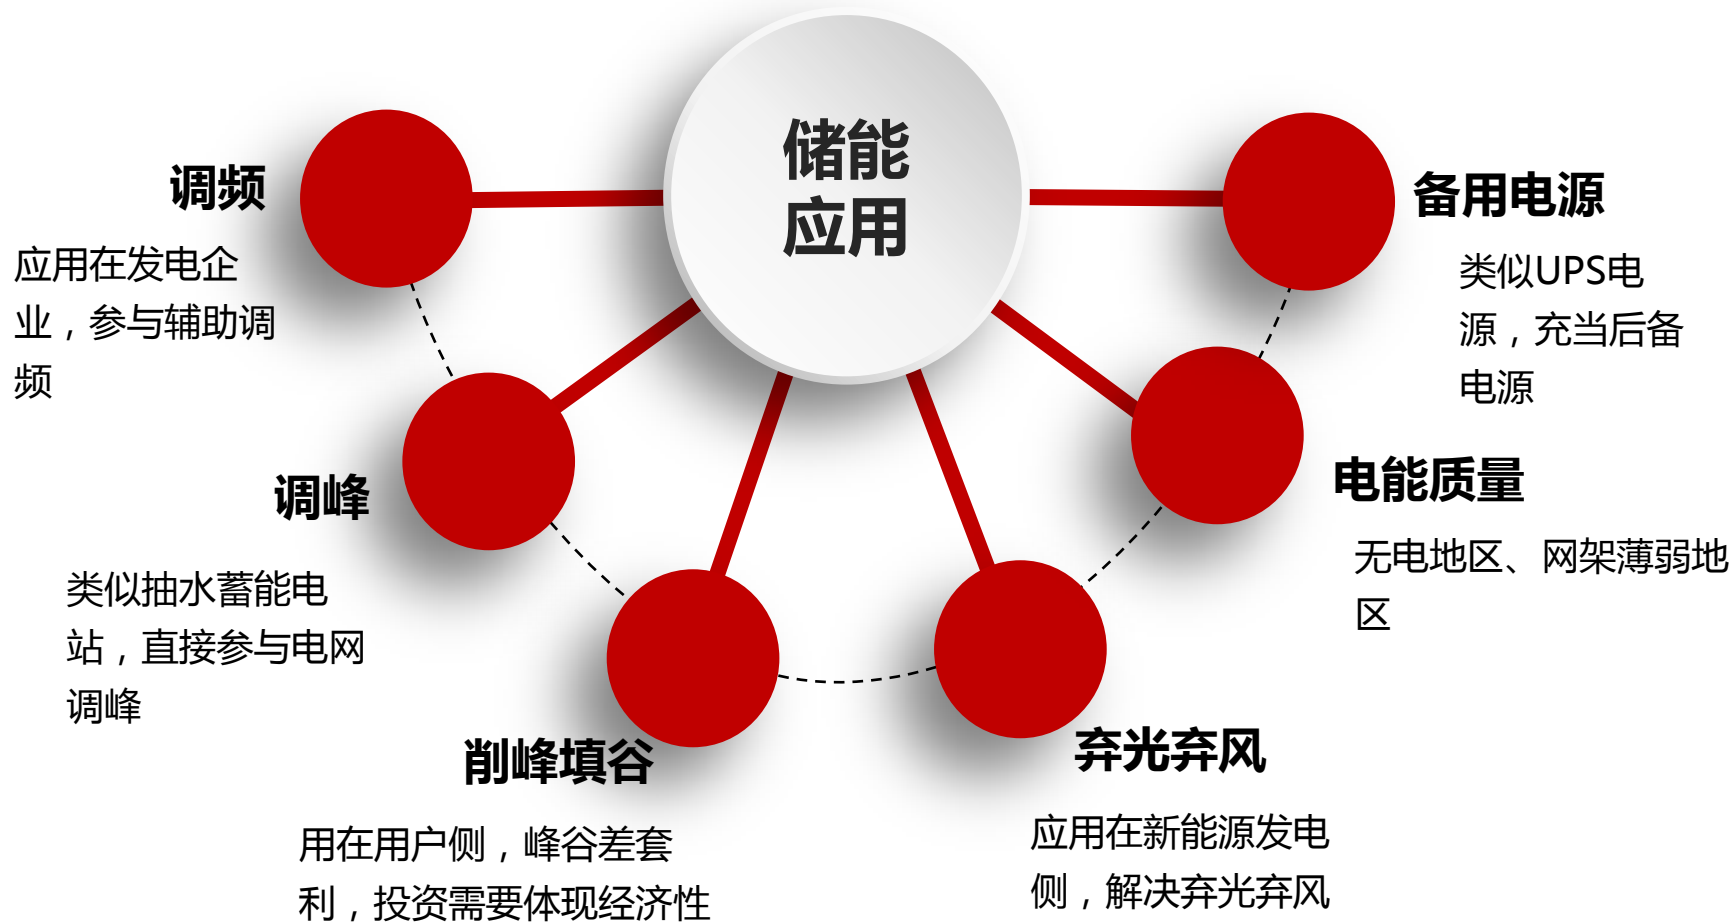 储能
应用
调频
应用在发电企
业，参与辅助调
频
调峰
类似抽水蓄能电
站，直接参与电网
调峰
削峰填谷
用在用户侧，峰谷差套
利，投资需要体现经济性
弃光弃风
应用在新能源发电
侧，解决弃光弃风
电能质量
无电地区、网架薄弱地
区
备用电源
类似UPS电
源，充当后备
电源